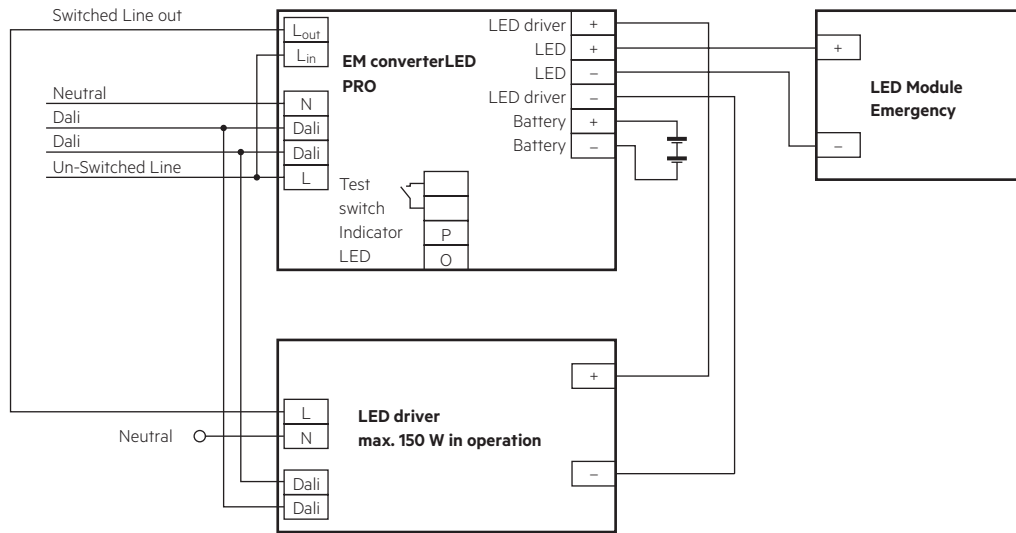 Switched Line out
Lout
Lin
Neutral
N
Dali
Dali
Dali
Dali
Un-Switched Line
L
EM converterLED
PRO
Test
switch
Indicator
P
LED
O
LED driver +
LED +
LED –
LED driver –
Battery +
Battery –
+
–
LED Module
Emergency
L
Neutral
N
Dali
Dali
LED driver
max. 150 W in operation
+
–